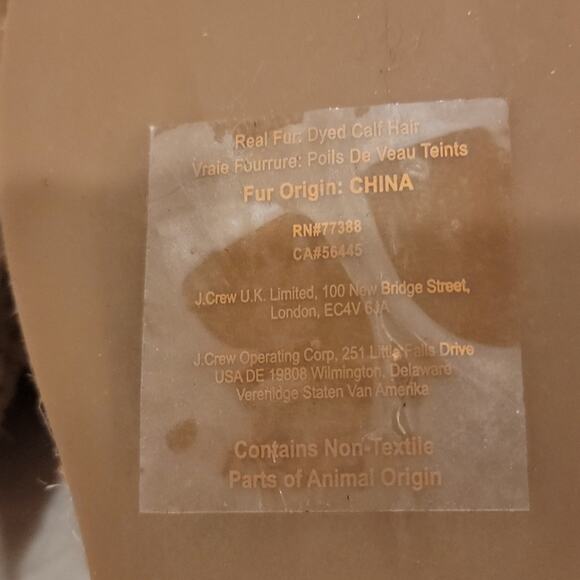 Real Fur: Dyed Calf Hair
Vraie Fourrure: Poils De Veau Teints
Fur Origin: CHINA
RN#77388
CA#56445
J.Crew U.K. Limited, 100 New Bridge Street,
London, EC4V 6JA
J.Crew Operating Corp, 251 Little Falls Drive
USA DE 19808 Wilmington, Delaware
Verenidge Staten Van Amerika
Contains Non-Textile
Parts of Animal Origin